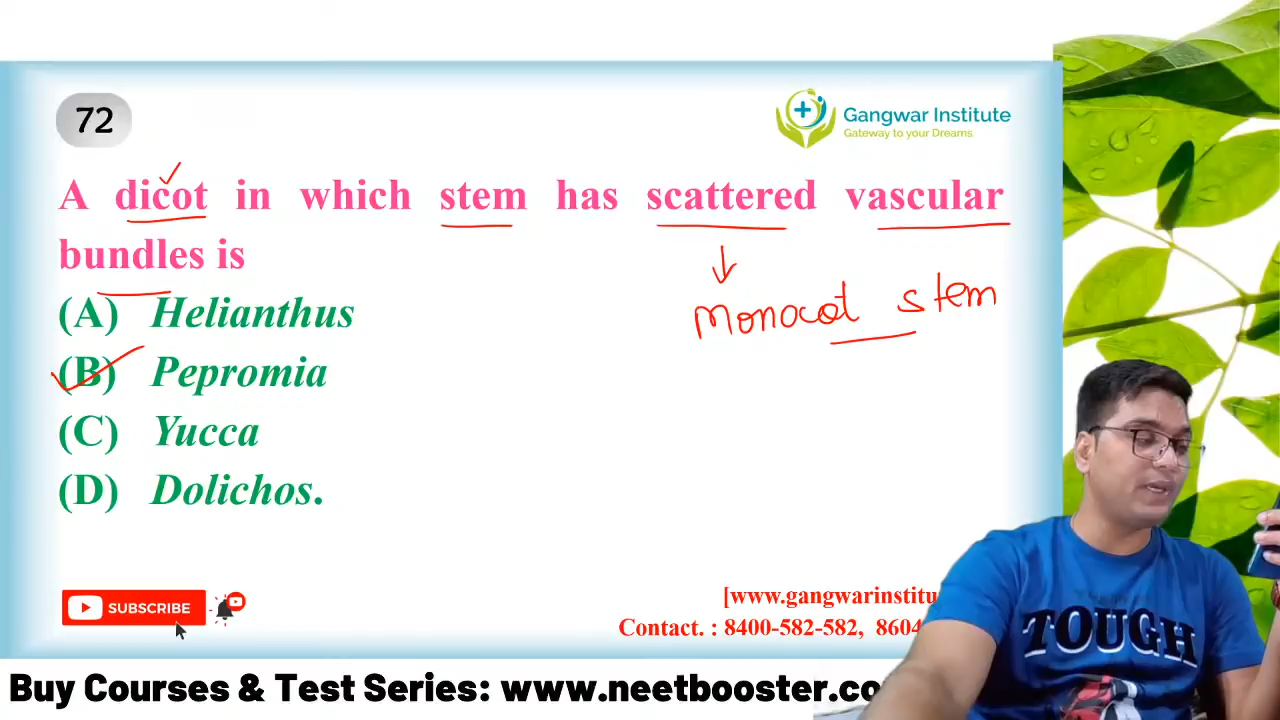 72
Gangwar Institute
Gateway to your Dreams
A dicot in which stem has scattered vascular
bundles is
Monocot stem
(A) Helianthus
(B) Pepromia
(C) Yucca
(D) Dolichos.
SUBSCRIBE
[www.gangwarinstitu
Contact. : 8400-582-582, 8604
TOUGH
Buy Courses & Test Series: www.neetbooster.co